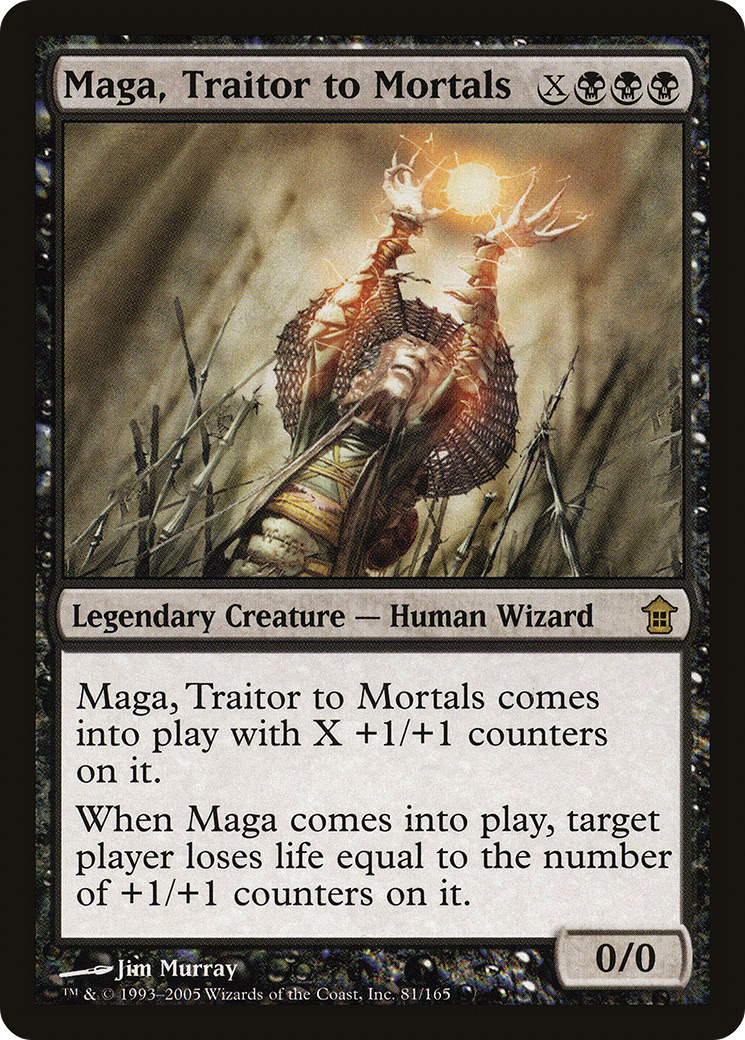 Maga, Traitor to Mortals X
Legendary Creature — Human Wizard
Maga, Traitor to Mortals comes
into play with X +1/+1 counters
on it.
When Maga comes into play, target
player loses life equal to the number
of +1/+1 counters on it.
0/0
Jim Murray
™ & © 1993–2005 Wizards of the Coast, Inc. 81/165